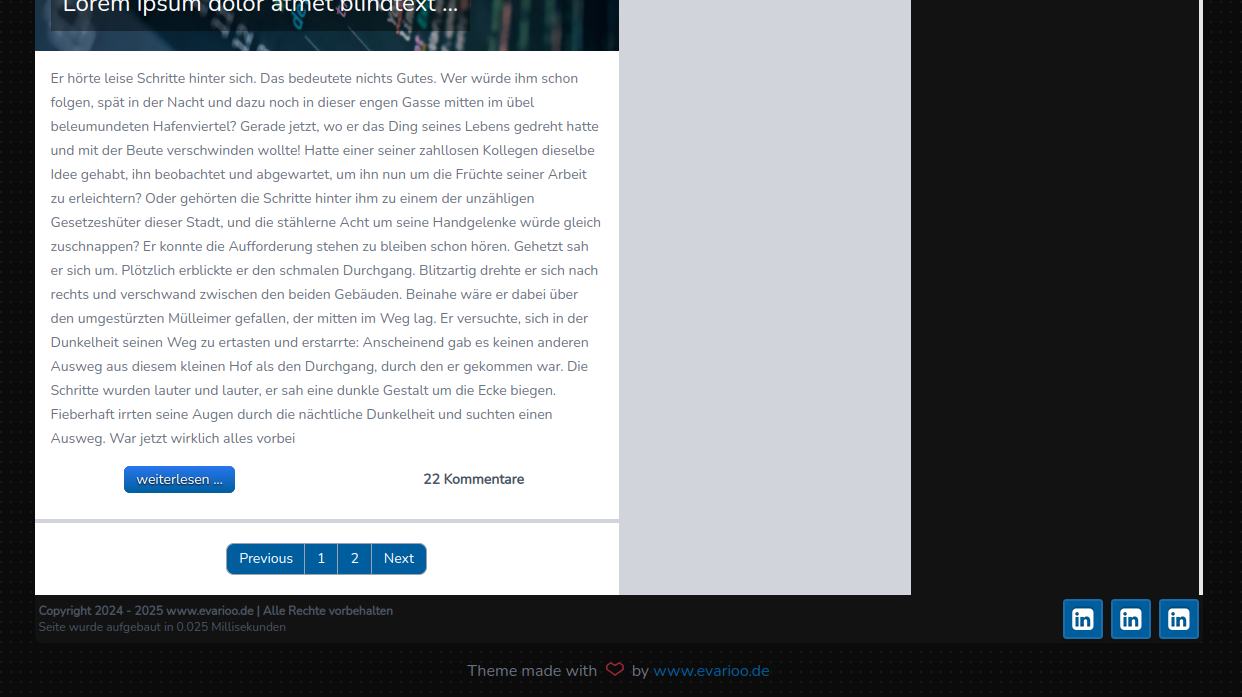 Lorem ipsum dolor atmet blindtext ...
Er hörte leise Schritte hinter sich. Das bedeutete nichts Gutes. Wer würde ihm schon
folgen, spät in der Nacht und dazu noch in dieser engen Gasse mitten im übel
beleumundeten Hafenviertel? Gerade jetzt, wo er das Ding seines Lebens gedreht hatte
und mit der Beute verschwinden wollte! Hatte einer seiner zahllosen Kollegen dieselbe
Idee gehabt, ihn beobachtet und abgewartet, um ihn nun um die Früchte seiner Arbeit
zu erleichtern? Oder gehörten die Schritte hinter ihm zu einem der unzähligen
Gesetzeshüter dieser Stadt, und die stählerne Acht um seine Handgelenke würde gleich
zuschnappen? Er konnte die Aufforderung stehen zu bleiben schon hören. Gehetzt sah
er sich um. Plötzlich erblickte er den schmalen Durchgang. Blitzartig drehte er sich nach
rechts und verschwand zwischen den beiden Gebäuden. Beinahe wäre er dabei über
den umgestürzten Mülleimer gefallen, der mitten im Weg lag. Er versuchte, sich in der
Dunkelheit seinen Weg zu ertasten und erstarrte: Anscheinend gab es keinen anderen
Ausweg aus diesem kleinen Hof als den Durchgang, durch den er gekommen war. Die
Schritte wurden lauter und lauter, er sah eine dunkle Gestalt um die Ecke biegen.
Fieberhaft irrten seine Augen durch die nächtliche Dunkelheit und suchten einen
Ausweg. War jetzt wirklich alles vorbei
weiterlesen ... 22 Kommentare
Previous 1 2 Next
Copyright 2024 - 2025 www.evarioo.de | Alle Rechte vorbehalten
Seite wurde aufgebaut in 0.025 Millisekunden
in in in
Theme made with by www.evarioo.de